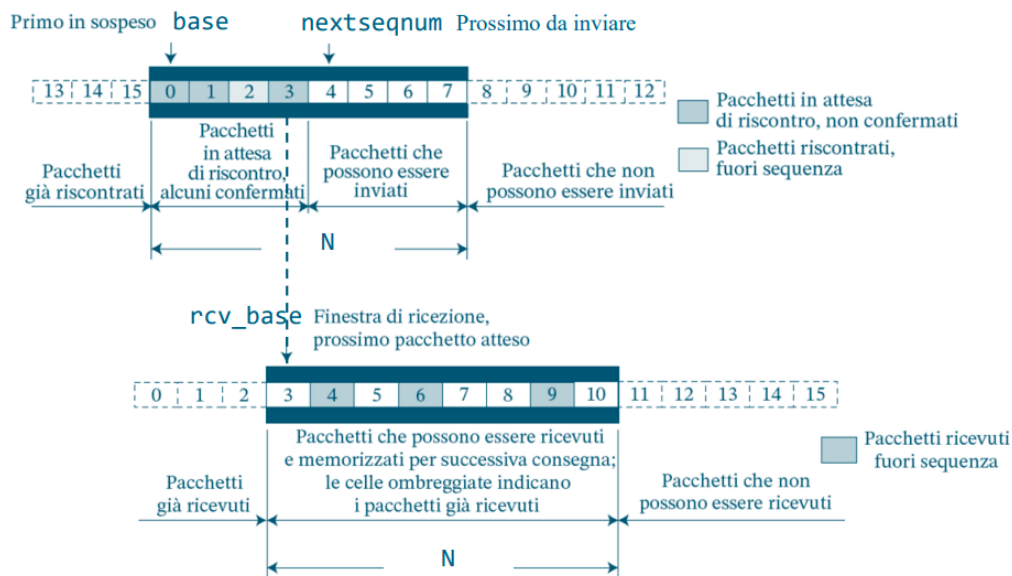 Primo in sospeso base nextseqnum Prossimo da inviare
13 14 15 0 1 2 3 4 5 6 7 8 9 10 11 12
Pacchetti in attesa
di riscontro, non confermati
Pacchetti riscontrati,
fuori sequenza
Pacchetti
già riscontrati
Pacchetti
in attesa
di riscontro,
alcuni confermati
Pacchetti che
possono essere
inviati
Pacchetti che non
possono essere inviati
N
rcv_base Finestra di ricezione,
prossimo pacchetto atteso
0 1 2 3 4 5 6 7 8 9 10 11 12 13 14 15
Pacchetti ricevuti
fuori sequenza
Pacchetti
già ricevuti
Pacchetti che possono essere ricevuti
e memorizzati per successiva consegna;
le celle ombreggiate indicano
i pacchetti già ricevuti
Pacchetti che non
possono essere ricevuti
N